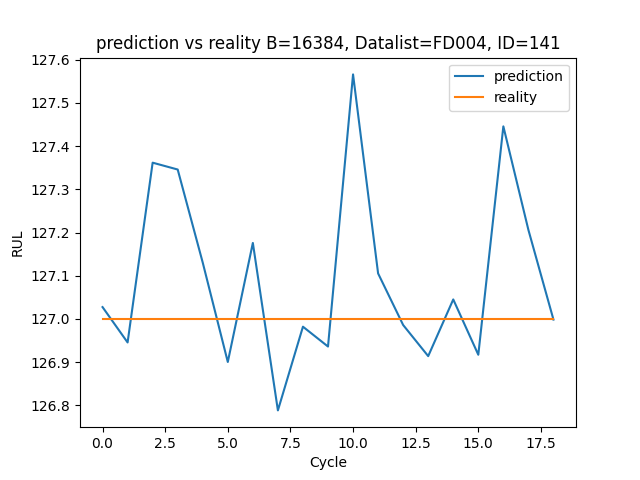 prediction vs reality B=16384, Datalist=FD004, ID=141
127.6
127.5
127.4
127.3
127.2
127.1
127.0
126.9
126.8
RUL
prediction
reality
0.0 2.5 5.0 7.5 10.0 12.5 15.0 17.5
Cycle